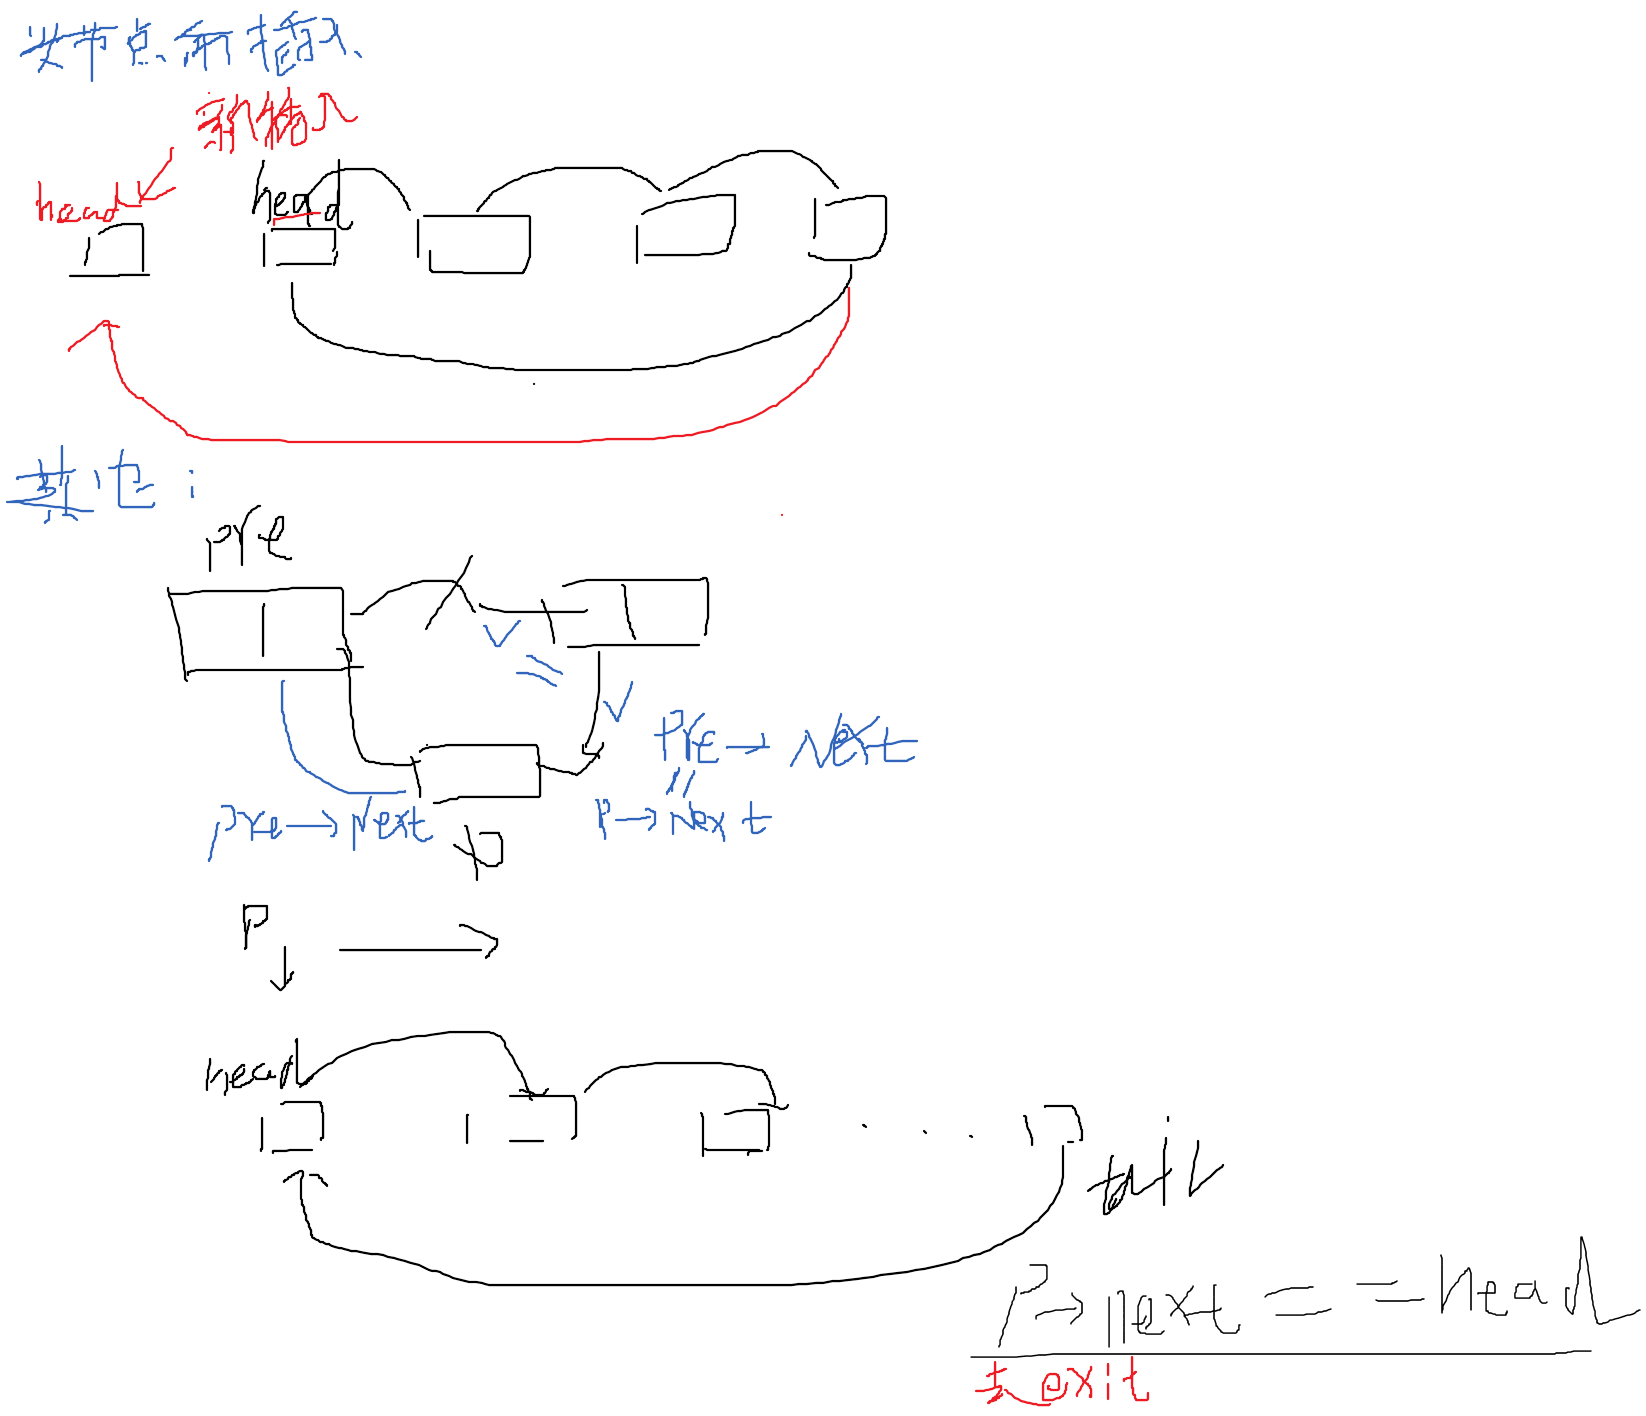 头节点前插入
新插入
head
head
其他:
pre
pre→Next
=
p→Next
pre→Next
p
P
head
tail
P→next==head
去exit